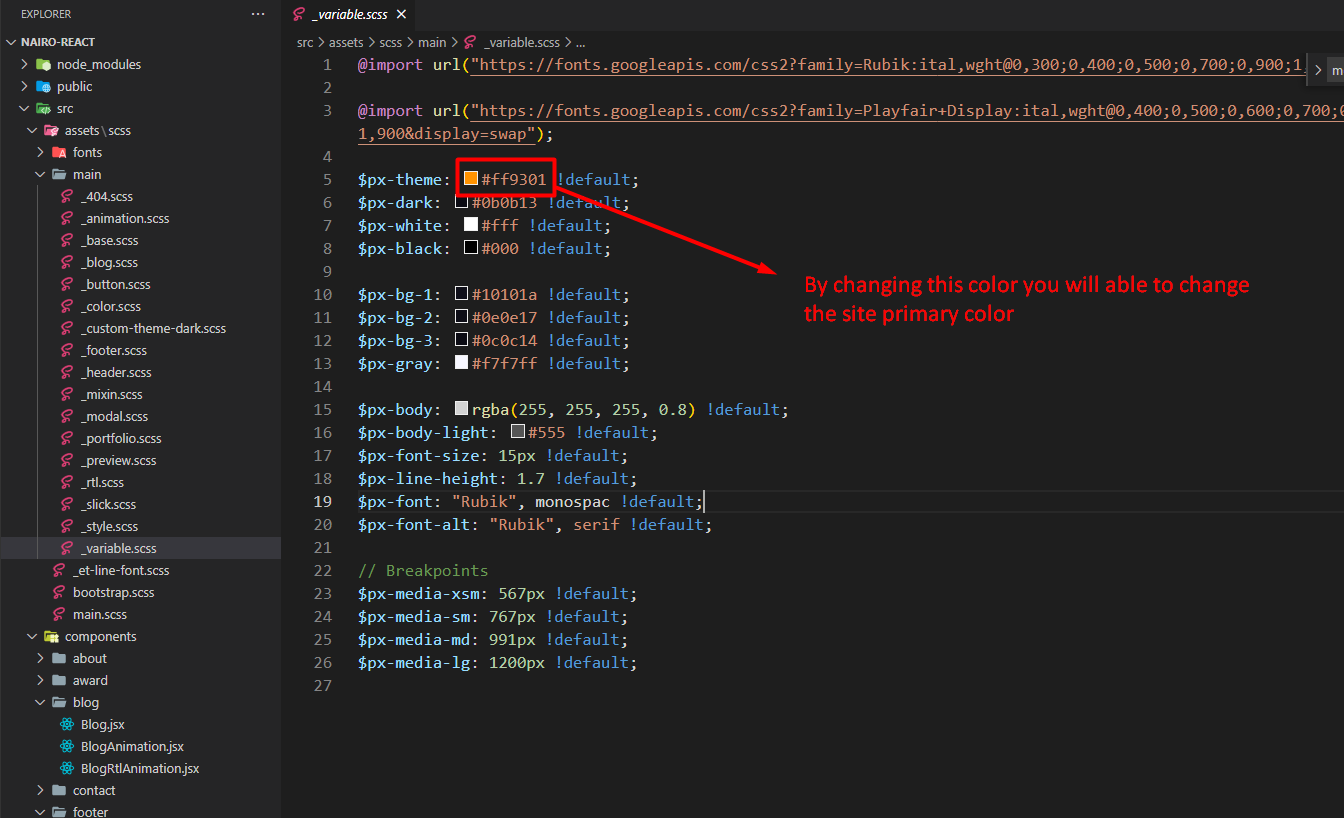 EXPLORER
NAIRO-REACT
node_modules
public
src
assets\scss
fonts
main
_404.scss
_animation.scss
_base.scss
_blog.scss
_button.scss
_color.scss
_custom-theme-dark.scss
_footer.scss
_header.scss
_mixin.scss
_modal.scss
_portfolio.scss
_preview.scss
_rtl.scss
_slick.scss
_style.scss
_variable.scss
_et-line-font.scss
bootstrap.scss
main.scss
components
about
award
blog
Blog.jsx
BlogAnimation.jsx
BlogRtlAnimation.jsx
contact
footer
_variable.scss
src > assets > scss > main > _variable.scss > ...
1 @import url("https://fonts.googleapis.com/css2?family=Rubik:ital,wght@0,300;0,400;0,500;0,700;0,900;1,
2
3 @import url("https://fonts.googleapis.com/css2?family=Playfair+Display:ital,wght@0,400;0,500;0,600;0,700;0
1,900&display=swap");
4
5 $px-theme: #ff9301 !default;
6 $px-dark: #0b0b13 !default;
7 $px-white: #fff !default;
8 $px-black: #000 !default;
9
10 $px-bg-1: #10101a !default;
11 $px-bg-2: #0e0e17 !default;
12 $px-bg-3: #0c0c14 !default;
13 $px-gray: #f7f7ff !default;
14
15 $px-body: rgba(255, 255, 255, 0.8) !default;
16 $px-body-light: #555 !default;
17 $px-font-size: 15px !default;
18 $px-line-height: 1.7 !default;
19 $px-font: "Rubik", monospac !default;
20 $px-font-alt: "Rubik", serif !default;
21
22 // Breakpoints
23 $px-media-xsm: 567px !default;
24 $px-media-sm: 767px !default;
25 $px-media-md: 991px !default;
26 $px-media-lg: 1200px !default;
27
By changing this color you will able to change
the site primary color